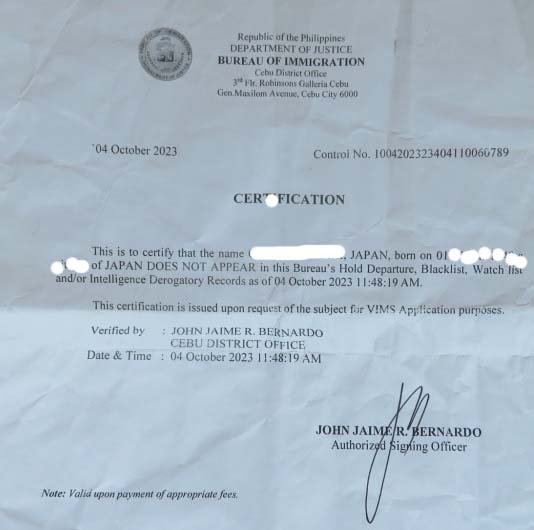 Republic of the Philippines
DEPARTMENT OF JUSTICE
BUREAU OF IMMIGRATION
Cebu District Office
3rd Flr. Robinsons Galleria Cebu
Gen.Maxilom Avenue, Cebu City 6000
04 October 2023
Control No. 1004202323404110060789
CERTIFICATION
This is to certify that the name JAPAN, born on 01
of JAPAN DOES NOT APPEAR in this Bureau's Hold Departure, Blacklist, Watch list
and/or Intelligence Derogatory Records as of 04 October 2023 11:48:19 AM.
This certification is issued upon request of the subject for VIMS Application purposes.
Verified by : JOHN JAIME R. BERNARDO
CEBU DISTRICT OFFICE
Date & Time : 04 October 2023 11:48:19 AM
JOHN JAIME R. BERNARDO
Authorized Signing Officer
Note: Valid upon payment of appropriate fees.